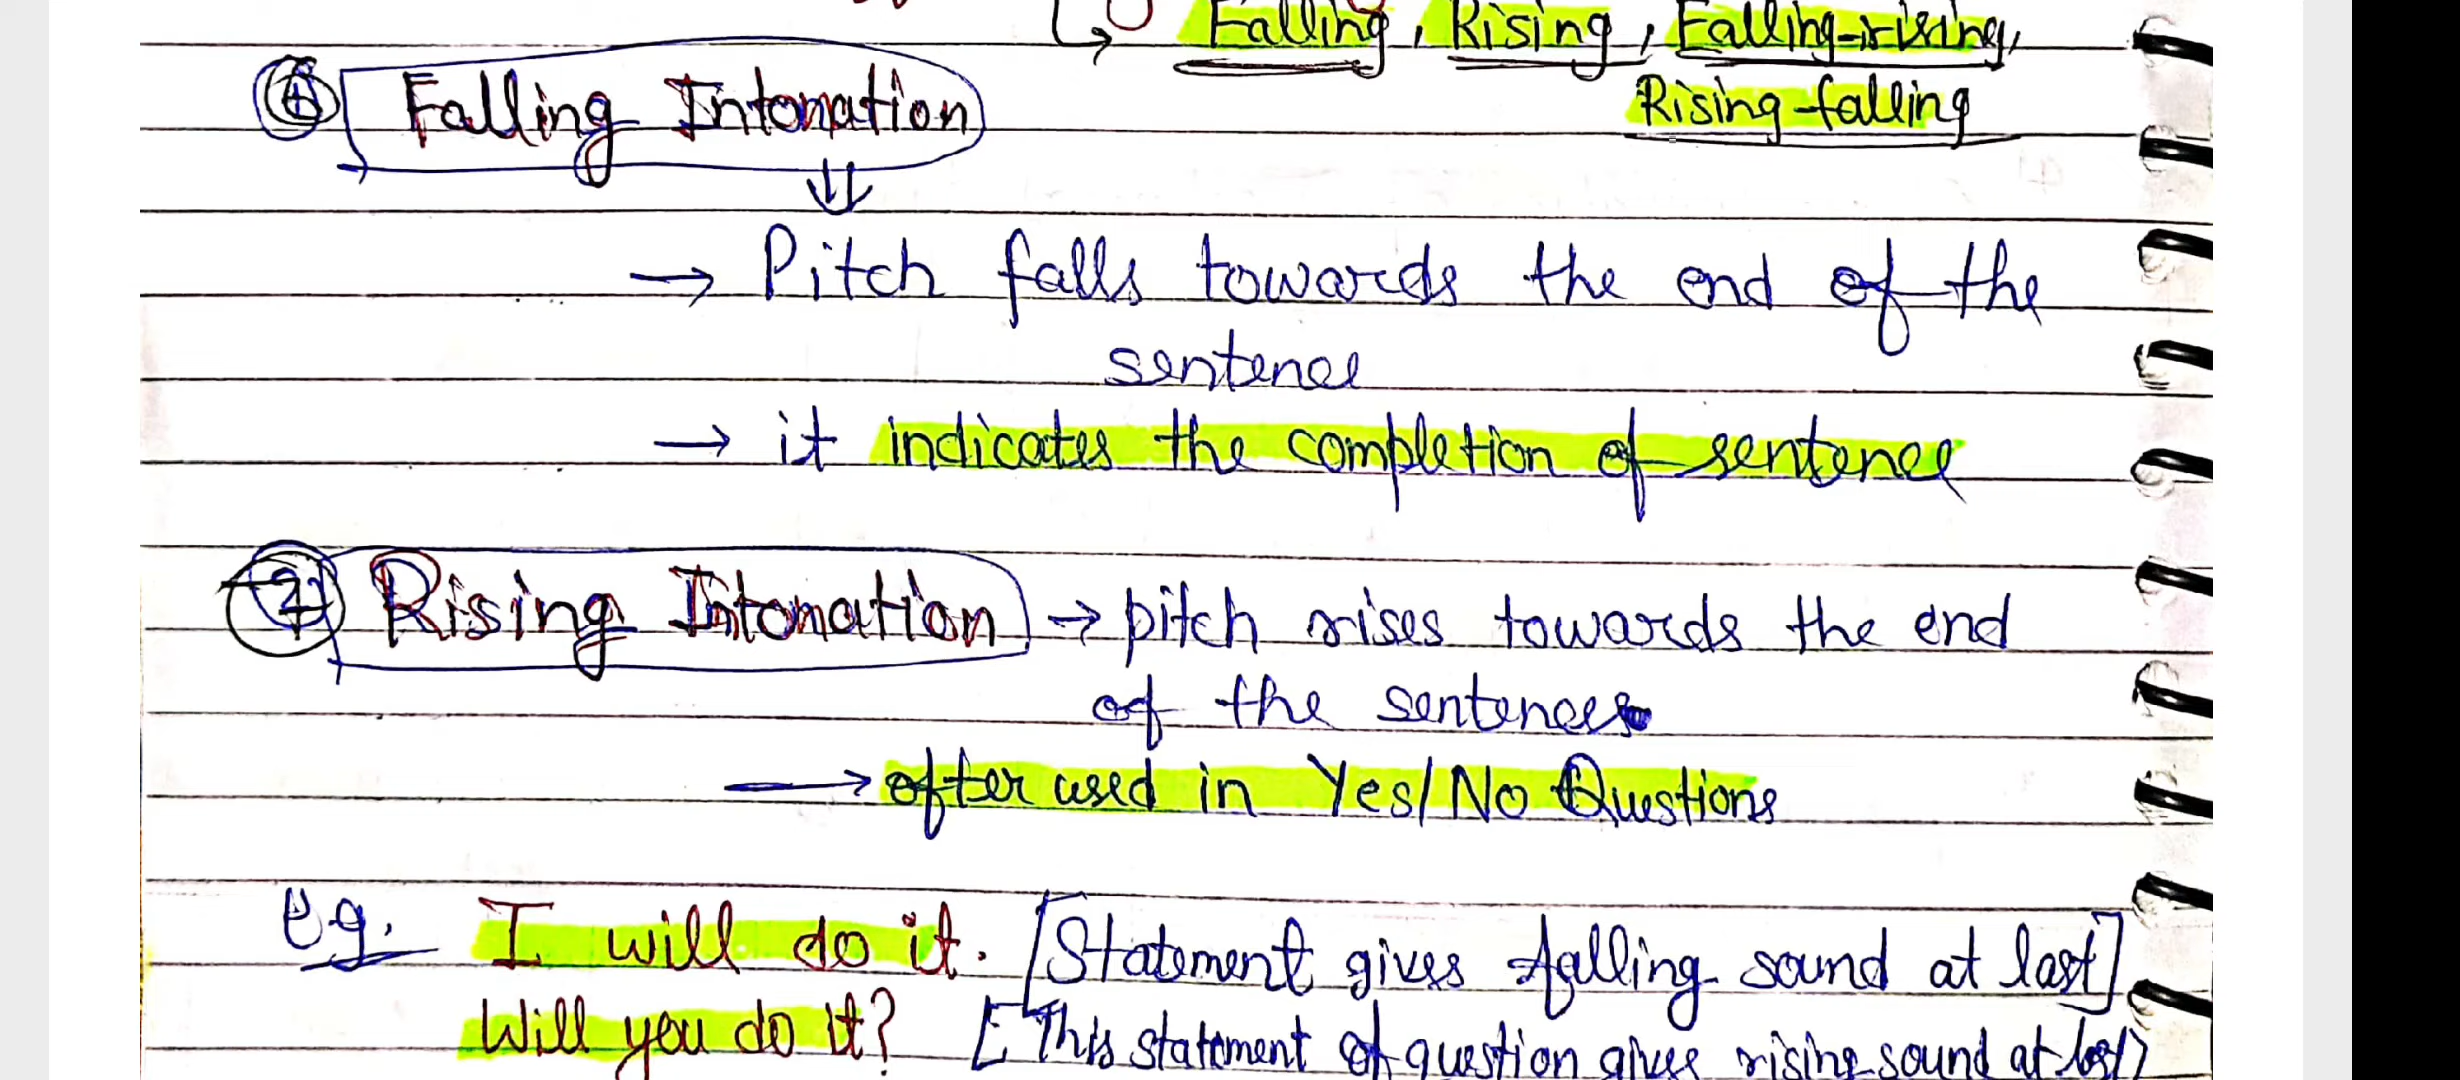 Falling, Rising, Falling-rising,
Rising-falling
⑥ Falling Intonation
→ Pitch falls towards the end of the
sentence
→ it indicates the completion of sentence
⑦ Rising Intonation → pitch rises towards the end
of the sentences
→ often used in Yes/No Questions
e.g. I will do it. [Statement gives falling sound at last]
Will you do it? [This statement of question gives rising sound at last]